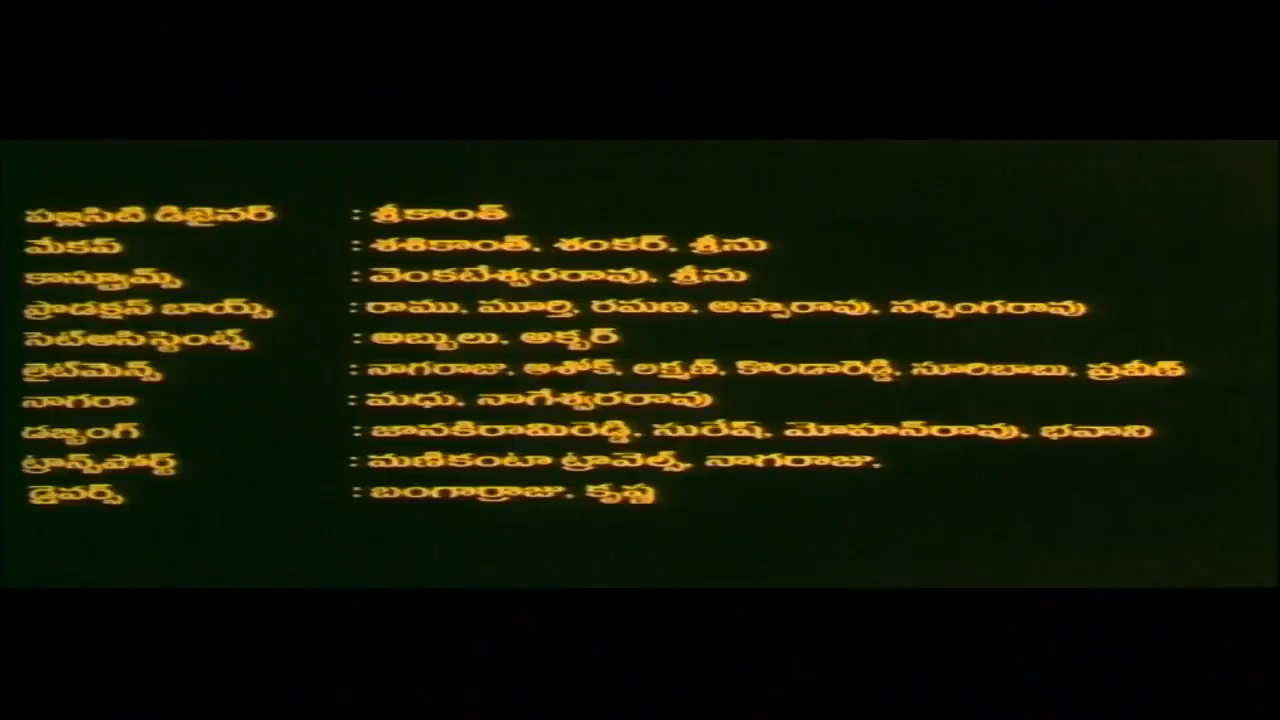 పబ్లిసిటి డిజైనర్ : శ్రీకాంత్
మేకప్ : శశికాంత్, శంకర్, శ్రీను
కాస్ట్యూమ్స్ : వెంకటేశ్వరరావు, శ్రీను
ప్రొడక్షన్ బాయ్స్ : రాము, మూర్తి, రమణ, అప్పారావు, నర్సింగరావు
సెట్అసిస్టెంట్స్ : అబ్బులు, అక్బర్
లైట్‌మెన్స్ : నాగరాజు, అశోక్, లక్ష్మణ్, కొండారెడ్డి, సూరిబాబు, ప్రవీణ్
నాగరా : మధు, నాగేశ్వరరావు
డబ్బింగ్ : జానకిరామిరెడ్డి, సురేష్, మోహన్‌రావు, భవాని
ట్రాన్స్‌పోర్ట్ : మణికంటా ట్రావెల్స్, నాగరాజు,
డ్రైవర్స్ : బంగార్రాజు, కృష్ణ